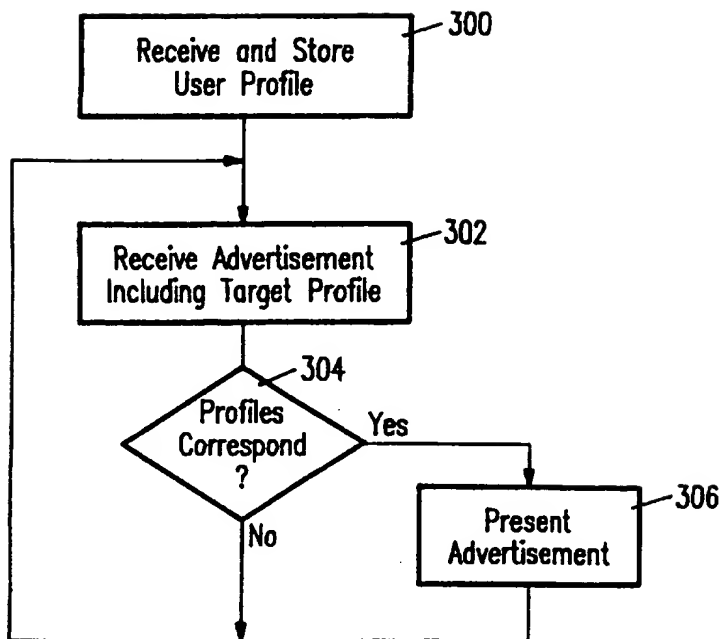 300
Receive and Store
User Profile
302
Receive Advertisement
Including Target Profile
304
Profiles
Correspond
?
Yes
No
306
Present
Advertisement